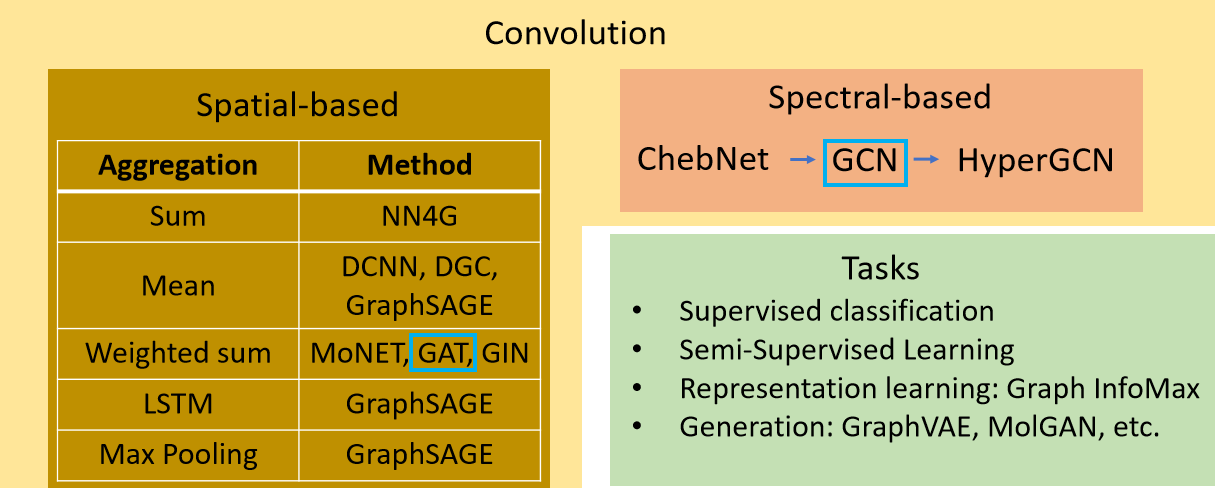 Convolution
Spatial-based
Aggregation Method
Sum NN4G
Mean DCNN, DGC,
GraphSAGE
Weighted sum MoNET, GAT, GIN
LSTM GraphSAGE
Max Pooling GraphSAGE
Spectral-based
ChebNet → GCN → HyperGCN
Tasks
• Supervised classification
• Semi-Supervised Learning
• Representation learning: Graph InfoMax
• Generation: GraphVAE, MolGAN, etc.